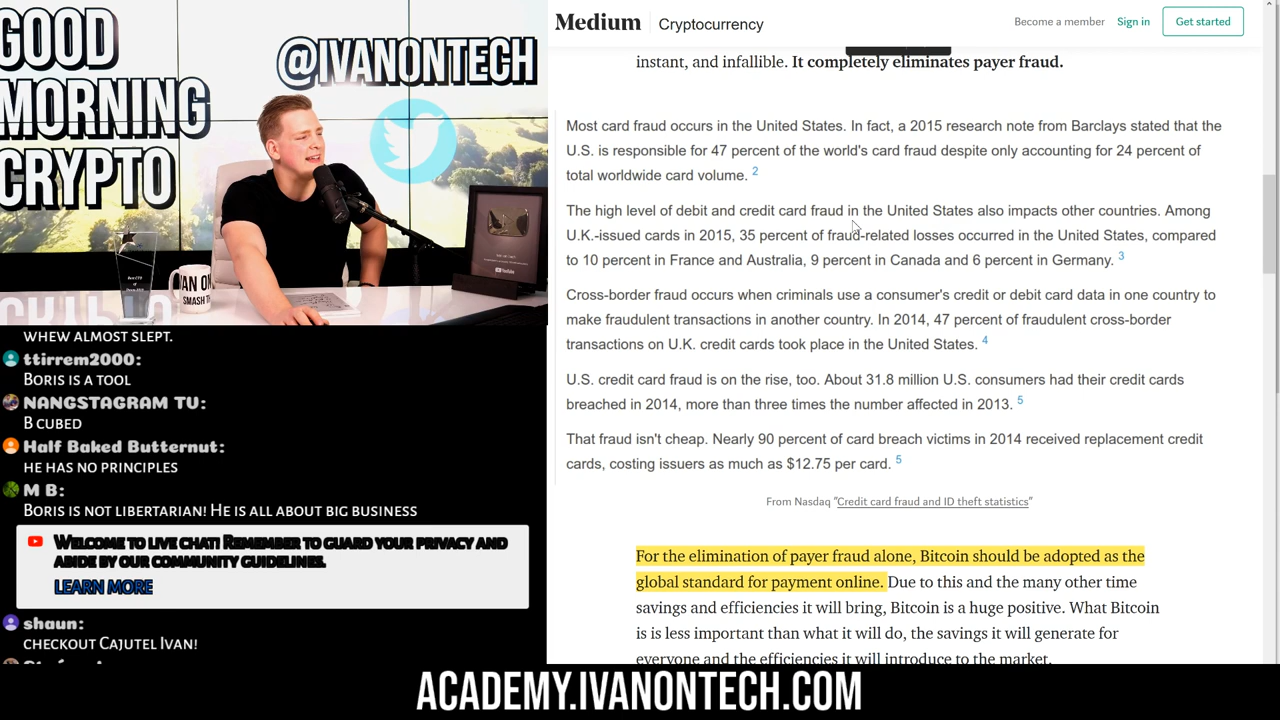 GOOD
MORNING
CRYPTO
@IVANONTECH
IVAN ON
SMASH
YouTube
WHEW ALMOST SLEPT.
ttirrem2000:
BORIS IS A TOOL
NANGSTAGRAM TU:
B CUBED
Half Baked Butternut:
HE HAS NO PRINCIPLES
M B:
BORIS IS NOT LIBERTARIAN! HE IS ALL ABOUT BIG BUSINESS
WELCOME TO LIVE CHAT! REMEMBER TO GUARD YOUR PRIVACY AND
ABIDE BY OUR COMMUNITY GUIDELINES.
LEARN MORE
shaun:
CHECKOUT CAJUTEL IVAN!
Medium Cryptocurrency
Become a member Sign in Get started
instant, and infallible. It completely eliminates payer fraud.
Most card fraud occurs in the United States. In fact, a 2015 research note from Barclays stated that the
U.S. is responsible for 47 percent of the world's card fraud despite only accounting for 24 percent of
total worldwide card volume. 2
The high level of debit and credit card fraud in the United States also impacts other countries. Among
U.K.-issued cards in 2015, 35 percent of fraud-related losses occurred in the United States, compared
to 10 percent in France and Australia, 9 percent in Canada and 6 percent in Germany. 3
Cross-border fraud occurs when criminals use a consumer's credit or debit card data in one country to
make fraudulent transactions in another country. In 2014, 47 percent of fraudulent cross-border
transactions on U.K. credit cards took place in the United States. 4
U.S. credit card fraud is on the rise, too. About 31.8 million U.S. consumers had their credit cards
breached in 2014, more than three times the number affected in 2013. 5
That fraud isn't cheap. Nearly 90 percent of card breach victims in 2014 received replacement credit
cards, costing issuers as much as $12.75 per card. 5
From Nasdaq "Credit card fraud and ID theft statistics"
For the elimination of payer fraud alone, Bitcoin should be adopted as the
global standard for payment online. Due to this and the many other time
savings and efficiencies it will bring, Bitcoin is a huge positive. What Bitcoin
is is less important than what it will do, the savings it will generate for
everyone and the efficiencies it will introduce to the market.
ACADEMY.IVANONTECH.COM